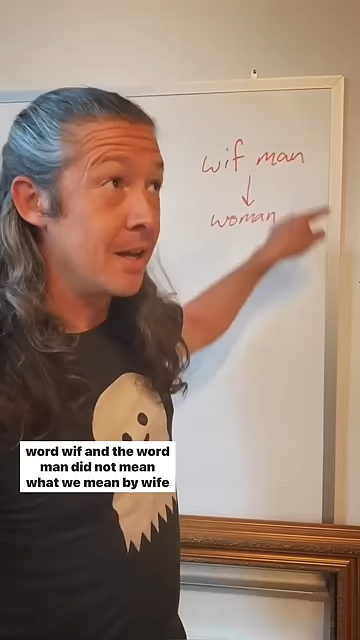 wif man
woman
word wif and the word
man did not mean
what we mean by wife